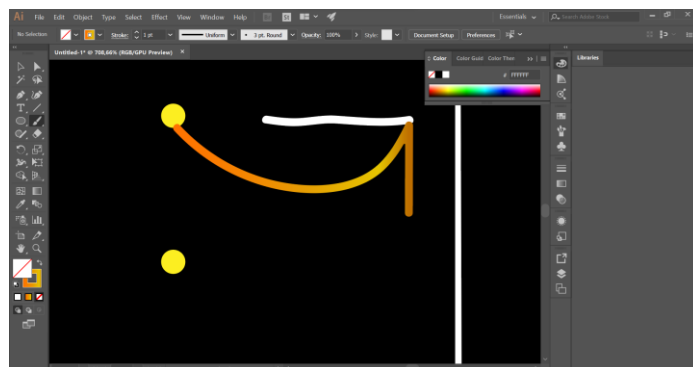 Ai File Edit Object Type Select Effect View Window Help St Essentials Search Adobe Stock
No Selection Stroke: 1 pt Uniform 3 pt. Round Opacity: 100% Style: Document Setup Preferences
Untitled-1* @ 708,66% (RGB/GPU Preview) ×
Color Color Guid Color Then
Libraries
# FFFFFF